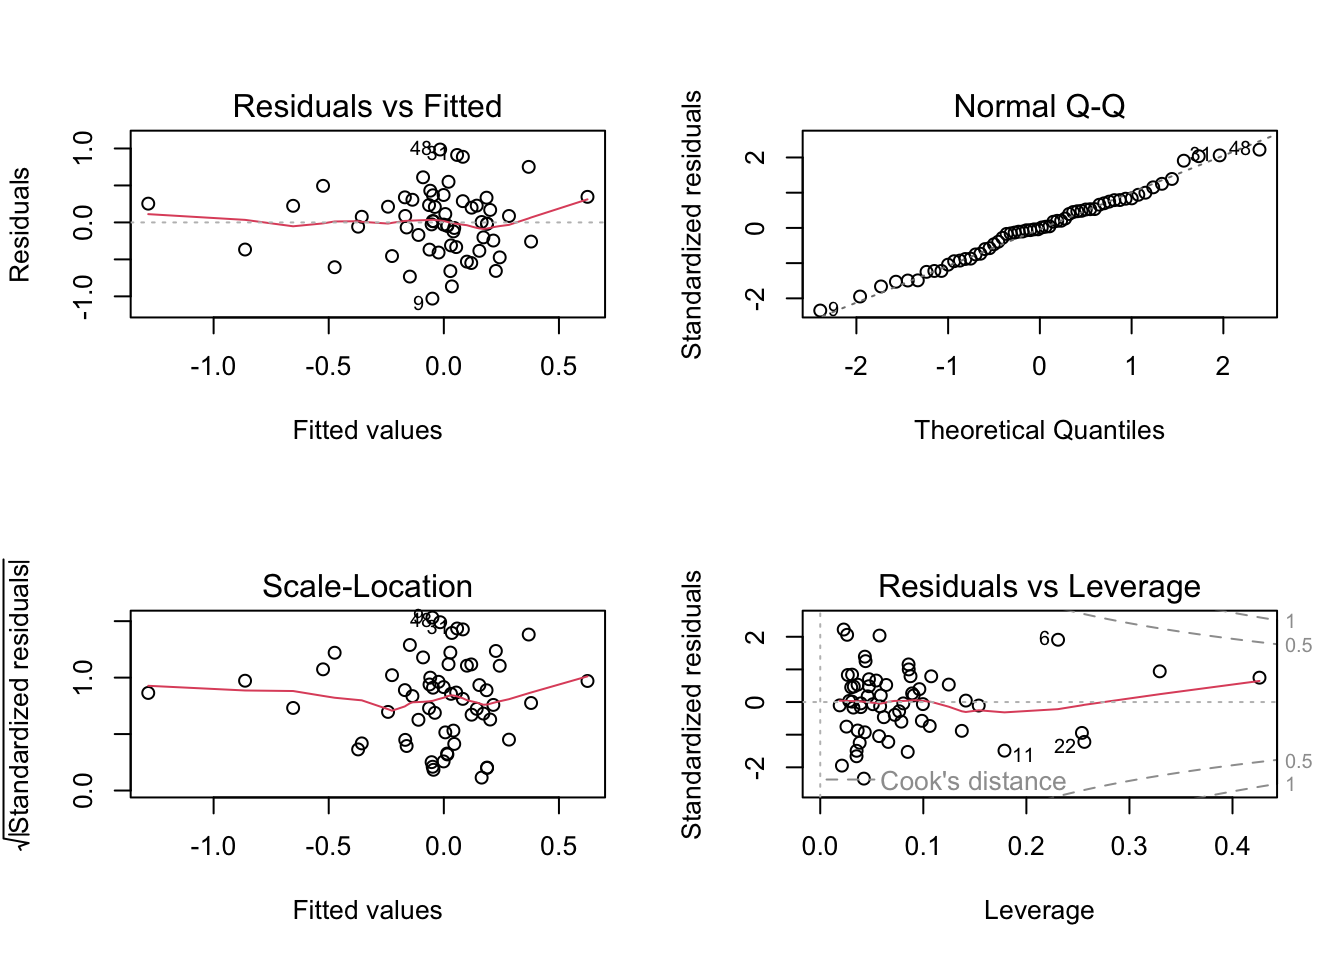 Residuals vs Fitted
Residuals
1.0
0.0
-1.0
48
31
9
-1.0 -0.5 0.0 0.5
Fitted values
Normal Q-Q
Standardized residuals
2
0
-2
31 48
9
-2 -1 0 1 2
Theoretical Quantiles
Scale-Location
√|Standardized residuals|
1.0
0.0
9
48
31
-1.0 -0.5 0.0 0.5
Fitted values
Residuals vs Leverage
Standardized residuals
2
0
-2
6
11
22
1
0.5
0.5
1
Cook's distance
0.0 0.1 0.2 0.3 0.4
Leverage